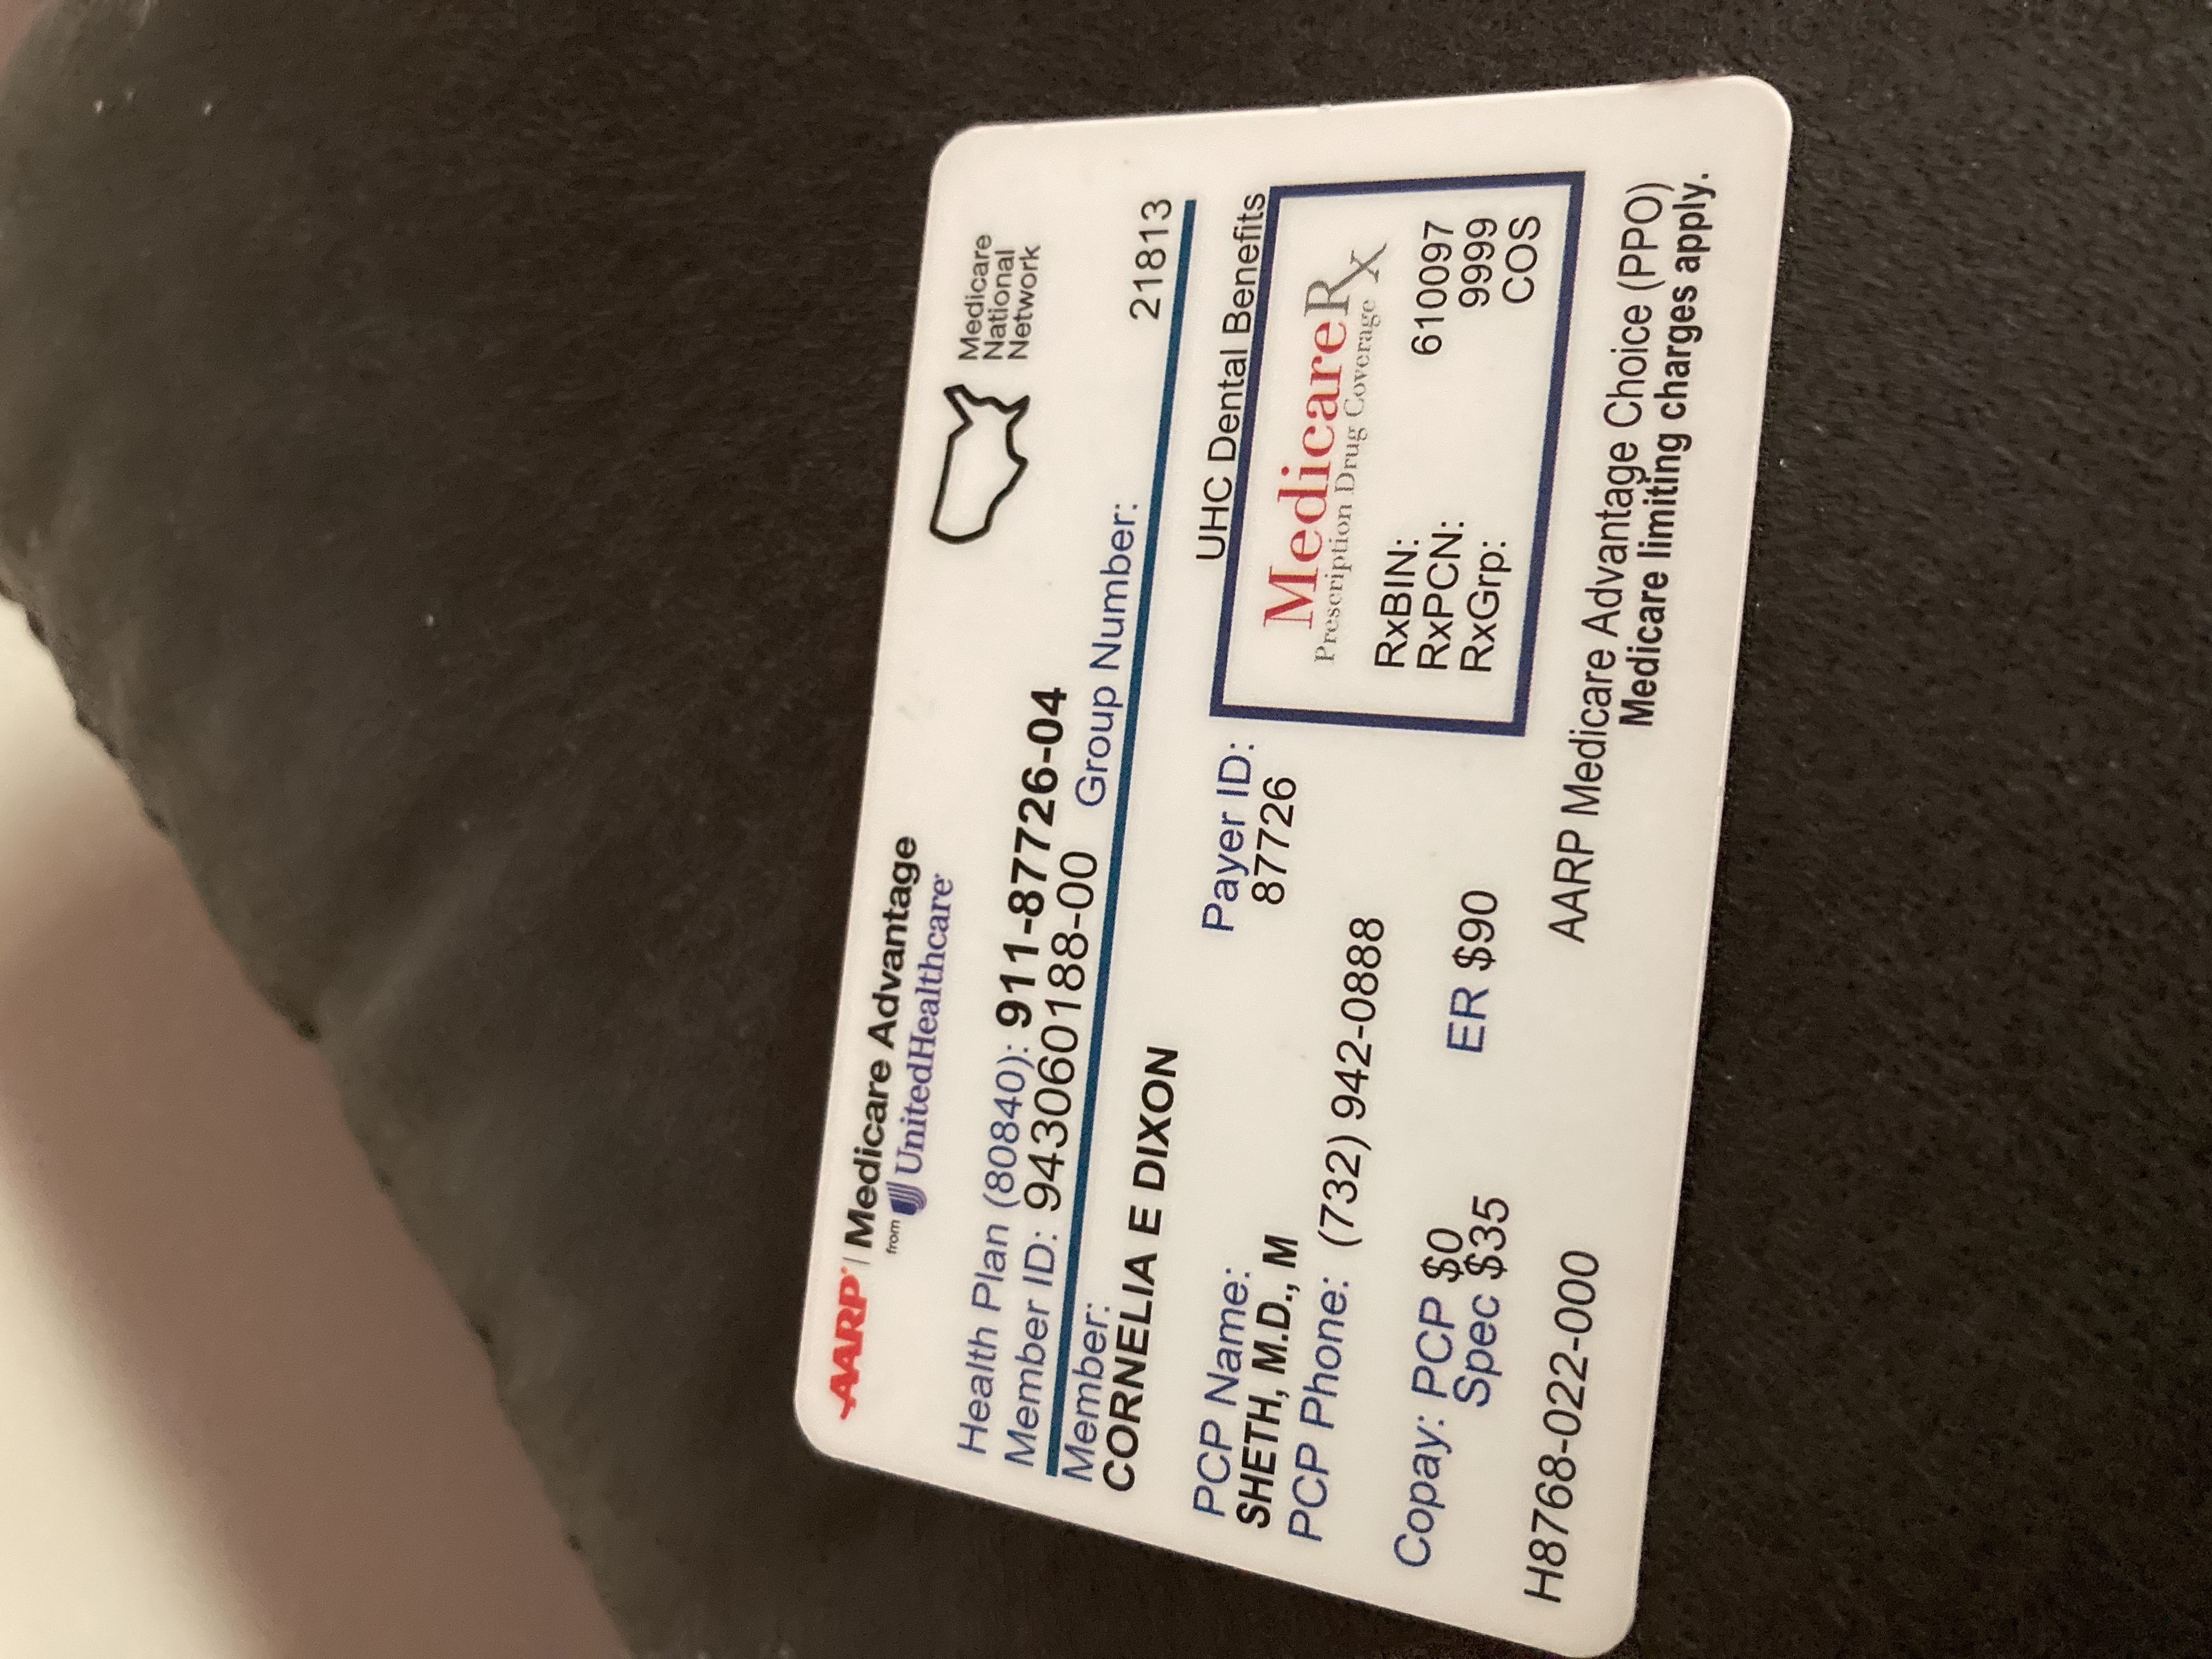 AARP® | Medicare Advantage
from UnitedHealthcare®
Medicare
National
Network
Health Plan (80840): 911-87726-04
Member ID: 943060188-00 Group Number: 21813
Member:
CORNELIA E DIXON
UHC Dental Benefits
PCP Name:
SHETH, M.D., M
PCP Phone: (732) 942-0888
Payer ID:
87726
MedicareRx
Prescription Drug Coverage
RxBIN: 610097
RxPCN: 9999
RxGrp: COS
Copay: PCP $0
Spec $35
ER $90
H8768-022-000
AARP Medicare Advantage Choice (PPO)
Medicare limiting charges apply.